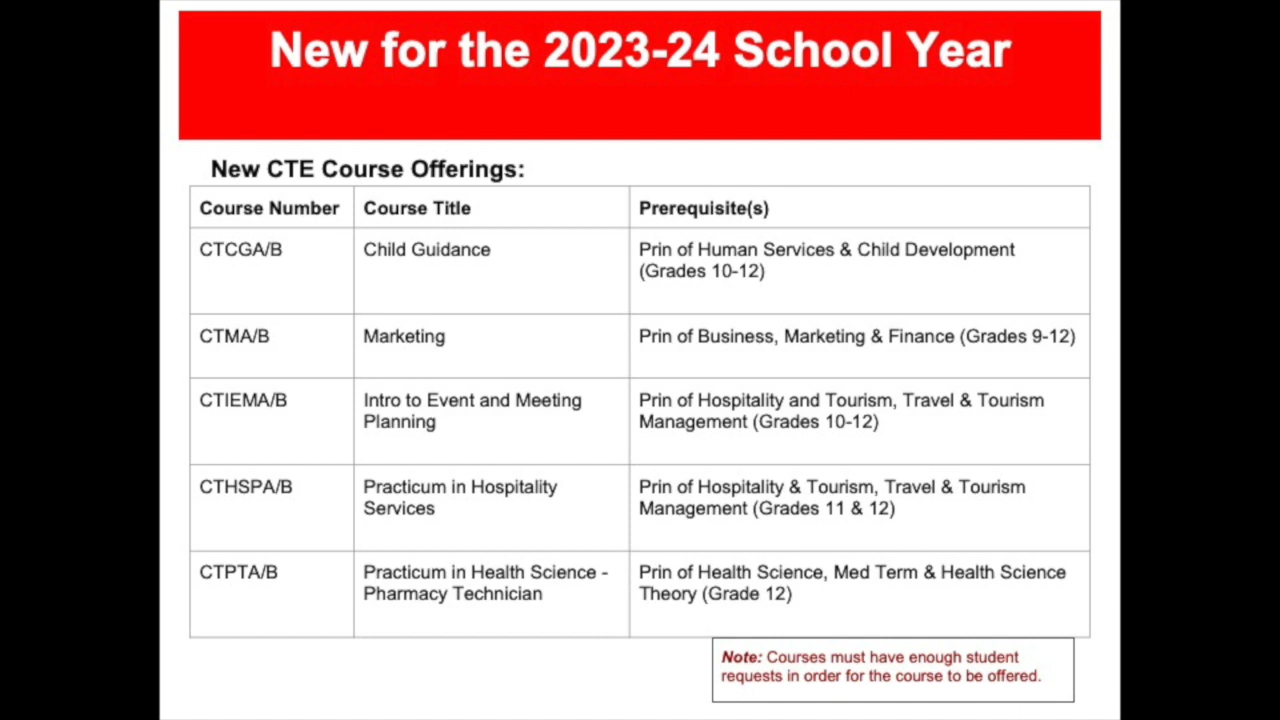 New for the 2023-24 School Year
New CTE Course Offerings:
Course Number Course Title Prerequisite(s)
CTCGA/B Child Guidance Prin of Human Services & Child Development
(Grades 10-12)
CTMA/B Marketing Prin of Business, Marketing & Finance (Grades 9-12)
CTIEMA/B Intro to Event and Meeting Prin of Hospitality and Tourism, Travel & Tourism
Planning Management (Grades 10-12)
CTHSPA/B Practicum in Hospitality Prin of Hospitality & Tourism, Travel & Tourism
Services Management (Grades 11 & 12)
CTPTA/B Practicum in Health Science - Prin of Health Science, Med Term & Health Science
Pharmacy Technician Theory (Grade 12)
Note: Courses must have enough student
requests in order for the course to be offered.